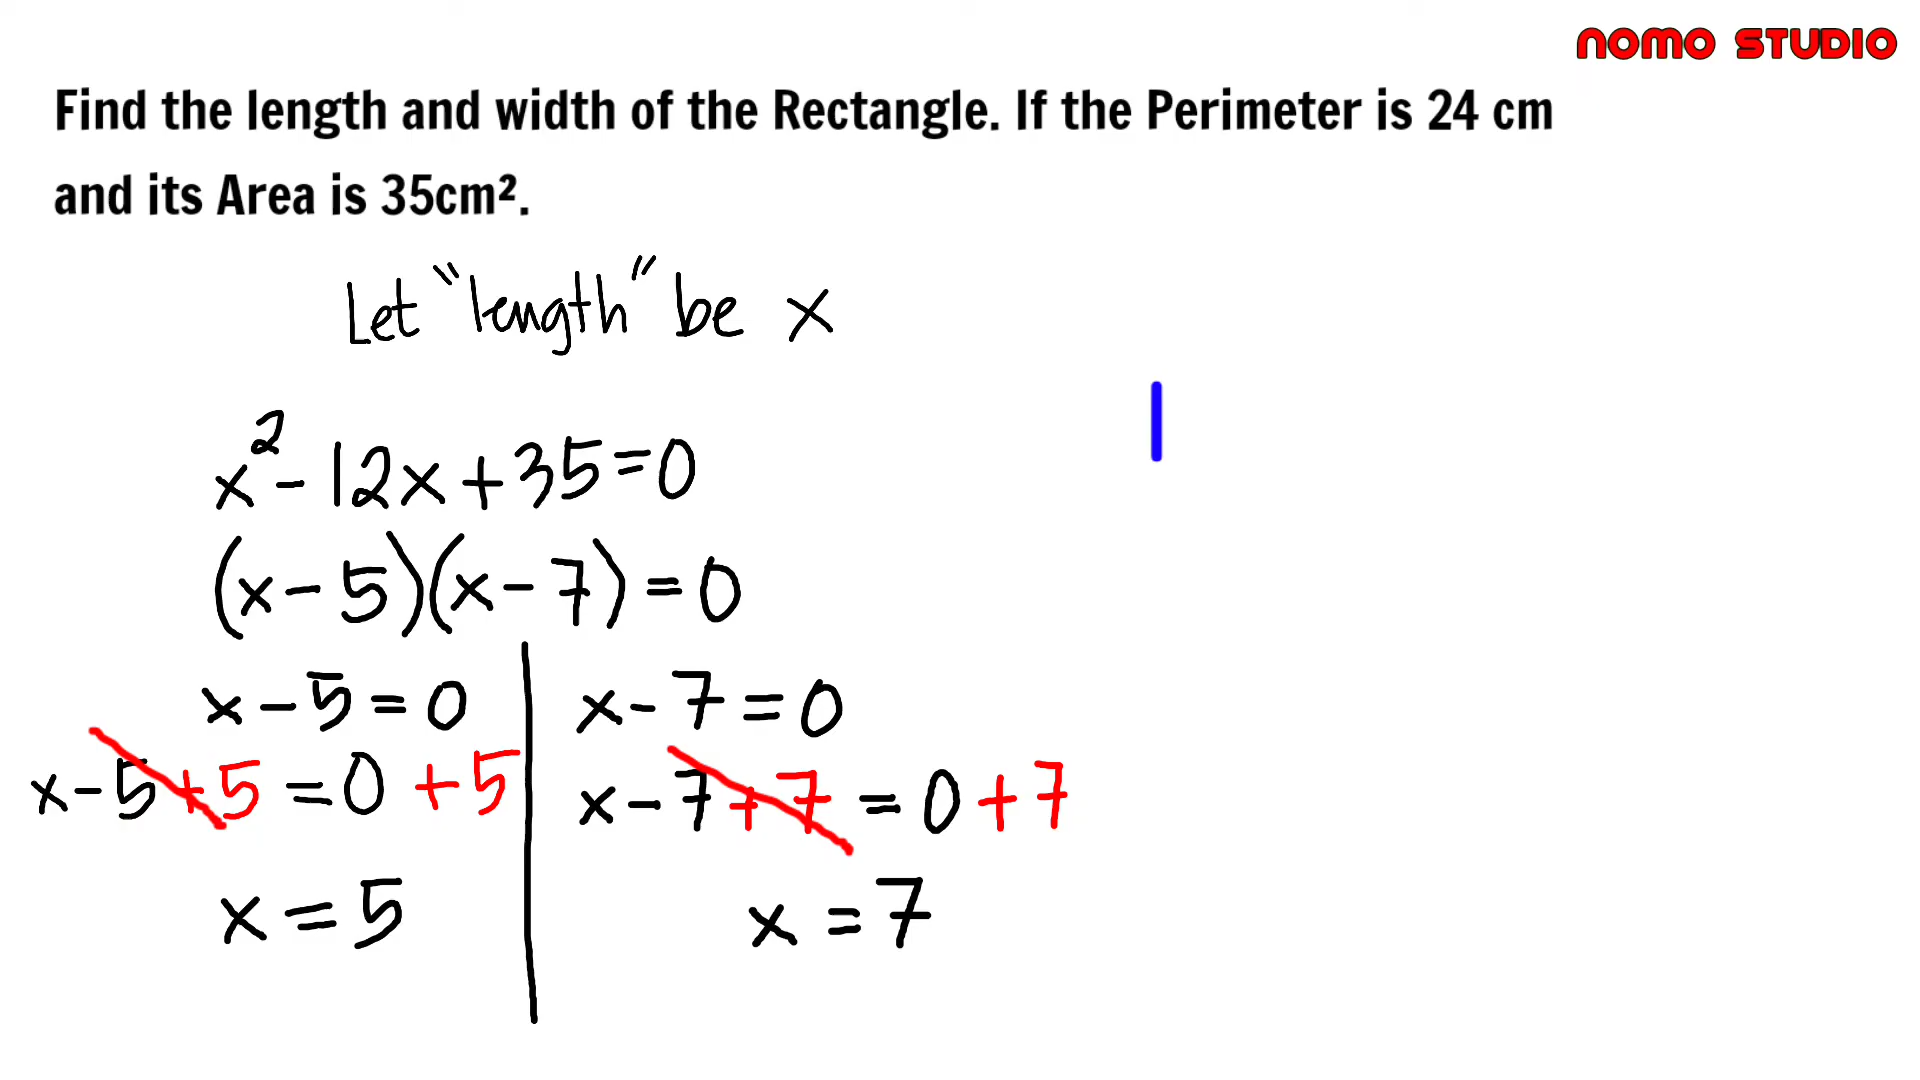 NOMO STUDIO
Find the length and width of the Rectangle. If the Perimeter is 24 cm
and its Area is 35cm².
Let "length" be x
x² - 12x + 35 = 0
(x - 5)(x - 7) = 0
x - 5 = 0
x - 5 + 5 = 0 + 5
x = 5
x - 7 = 0
x - 7 + 7 = 0 + 7
x = 7